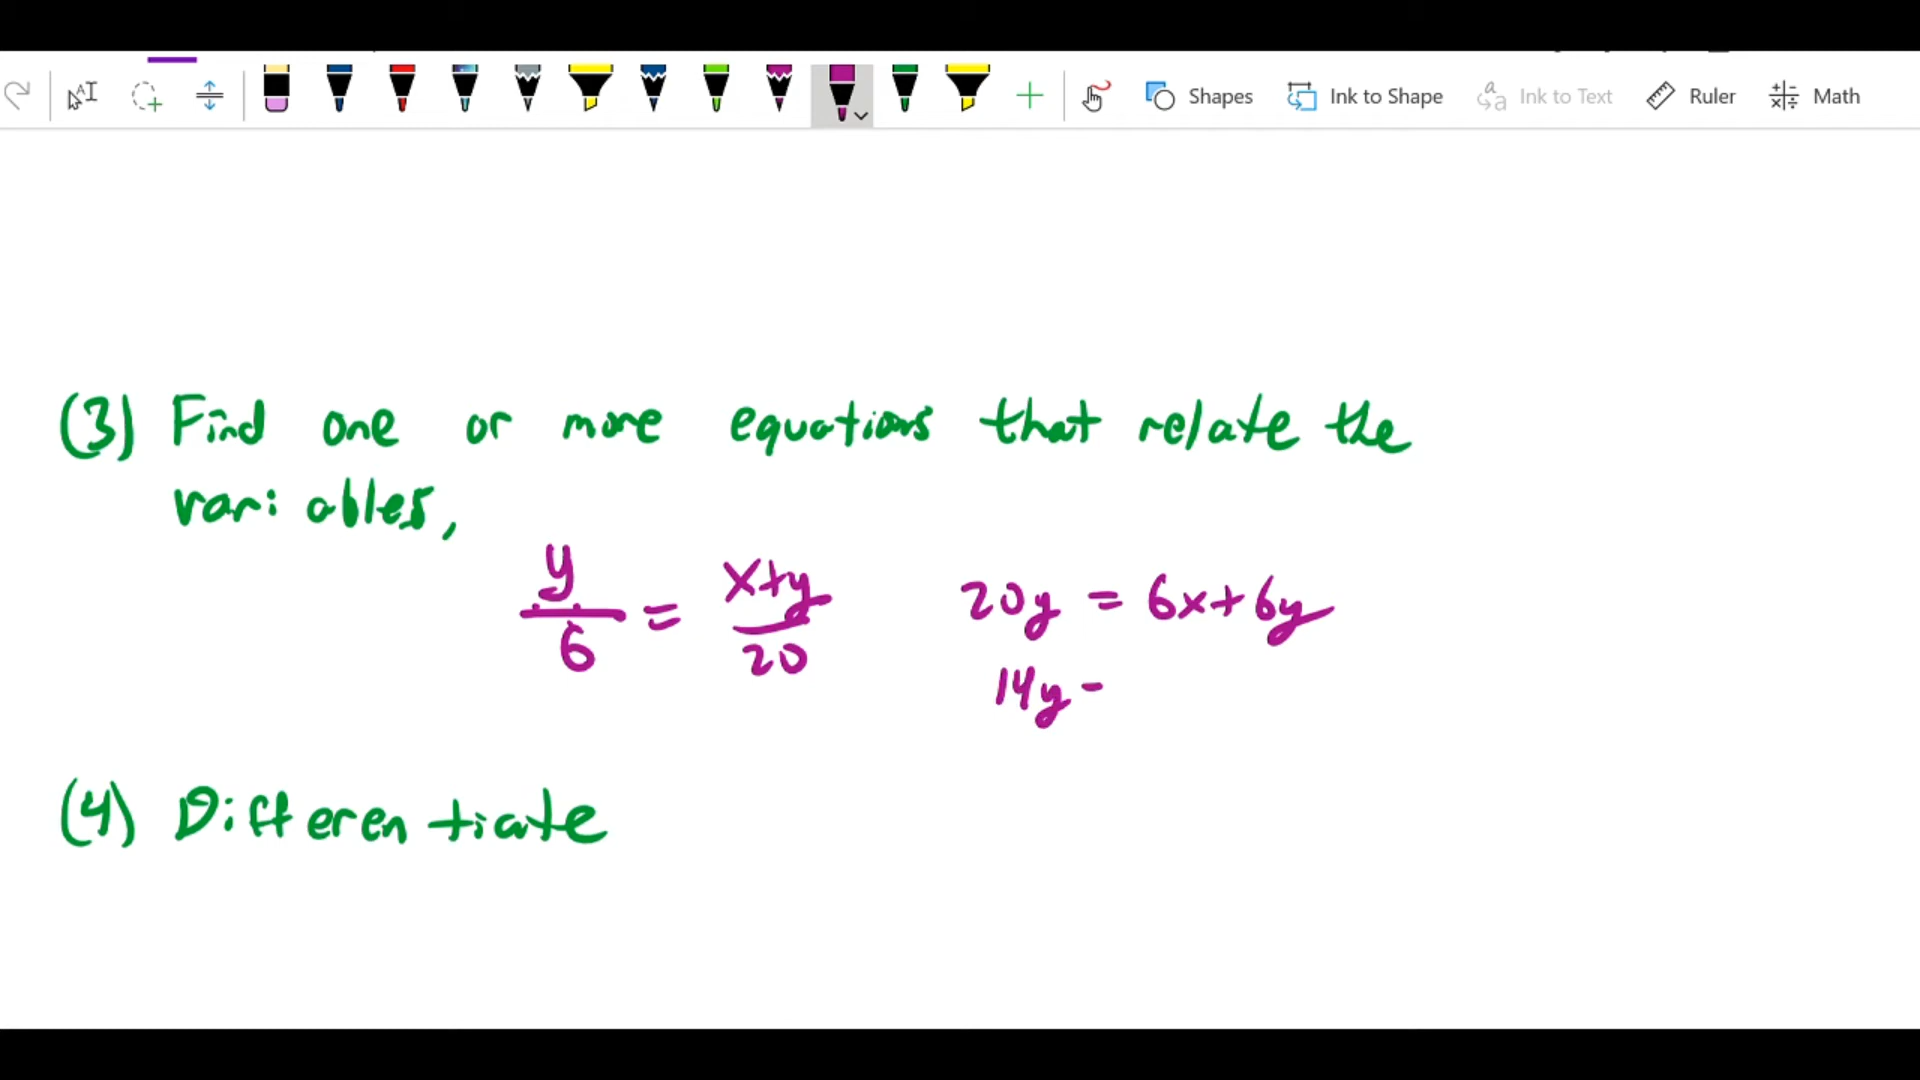 Shapes Ink to Shape Ink to Text Ruler Math
(3) Find one or more equations that relate the
variables,
y/6 = x+y/20 20y = 6x+6y
14y -
(4) Differentiate